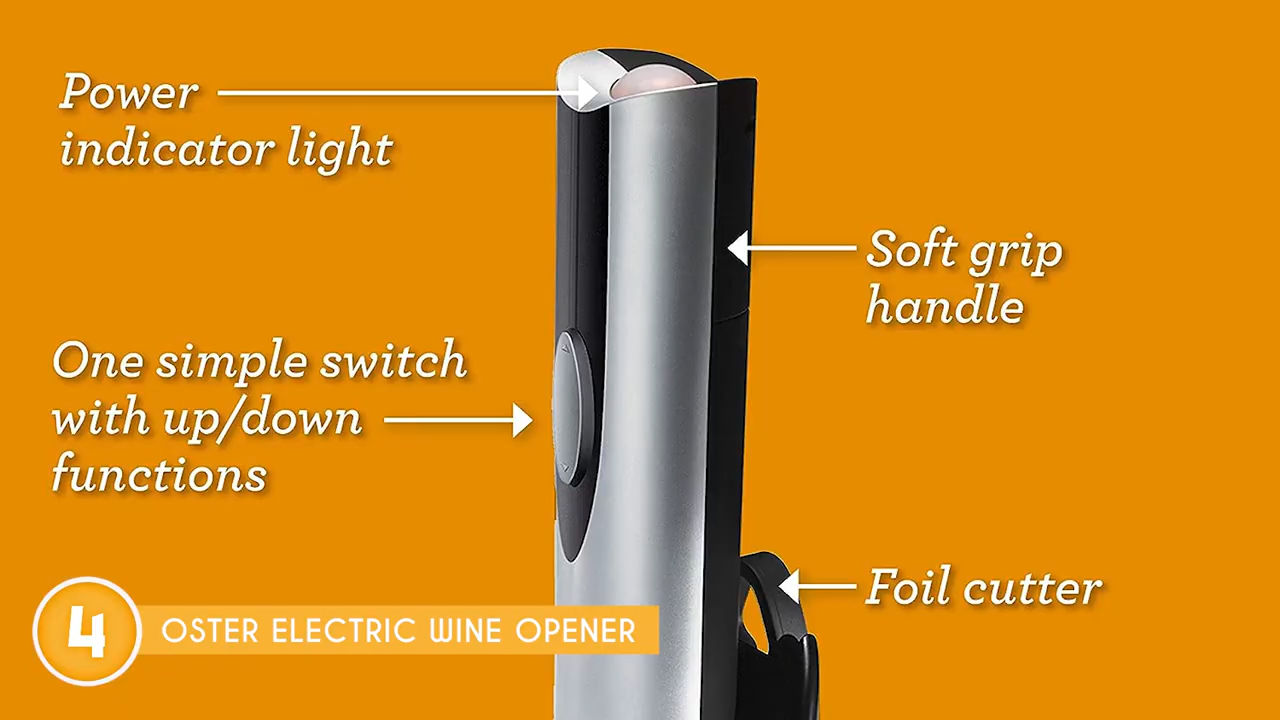 Power
indicator light
Soft grip
handle
One simple switch
with up/down
functions
Foil cutter
4
OSTER ELECTRIC WINE OPENER